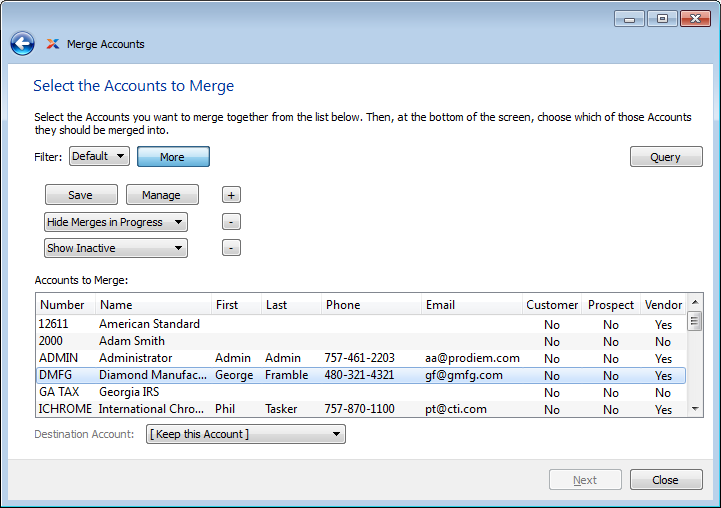 Merge Accounts
Select the Accounts to Merge
Select the Accounts you want to merge together from the list below. Then, at the bottom of the screen, choose which of those Accounts
they should be merged into.
Filter: Default More Query
Save Manage +
Hide Merges in Progress -
Show Inactive -
Accounts to Merge:
Number Name First Last Phone Email Customer Prospect Vendor
12611 American Standard No No Yes
2000 Adam Smith No No No
ADMIN Administrator Admin Admin 757-461-2203 aa@prodiem.com No No Yes
DMFG Diamond Manufac... George Framble 480-321-4321 gf@gmfg.com No No Yes
GA TAX Georgia IRS No No No
ICHROME International Chro... Phil Tasker 757-870-1100 pt@cti.com No No Yes
Destination Account: [ Keep this Account ]
Next Close